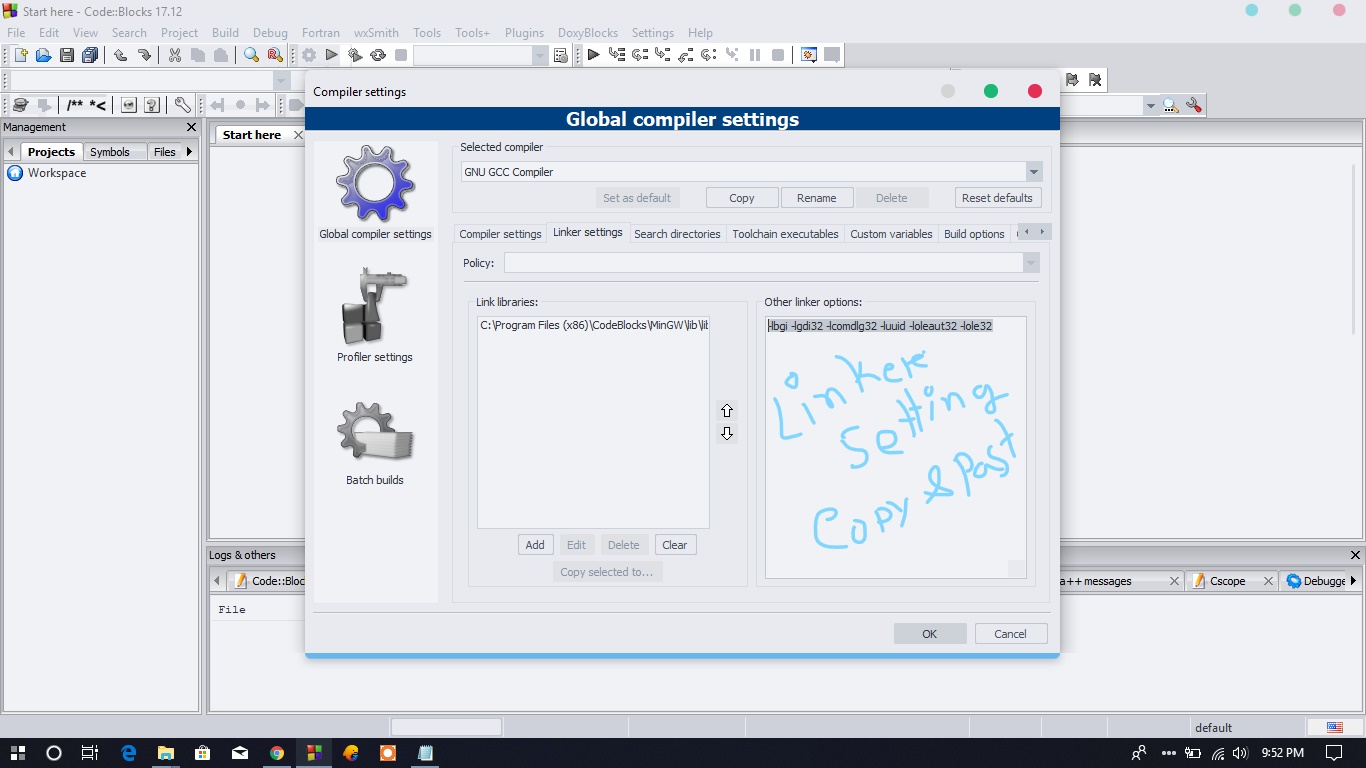 Start here - Code::Blocks 17.12
File Edit View Search Project Build Debug Fortran wxSmith Tools Tools+ Plugins DoxyBlocks Settings Help
/** *<
Management
Projects Symbols Files
Workspace
Start here
Compiler settings
Global compiler settings
Global compiler settings
Profiler settings
Batch builds
Selected compiler
GNU GCC Compiler
Set as default Copy Rename Delete Reset defaults
Compiler settings Linker settings Search directories Toolchain executables Custom variables Build options
Policy:
Link libraries:
C:\Program Files (x86)\CodeBlocks\MinGW\lib\lib
Add Edit Delete Clear
Copy selected to...
Other linker options:
-lbgi -lgdi32 -lcomdlg32 -luuid -loleaut32 -lole32
Linker
Setting
Copy & Past
OK Cancel
Logs & others
Code::Bloc
a++ messages Cscope Debugge
File
default
9:52 PM